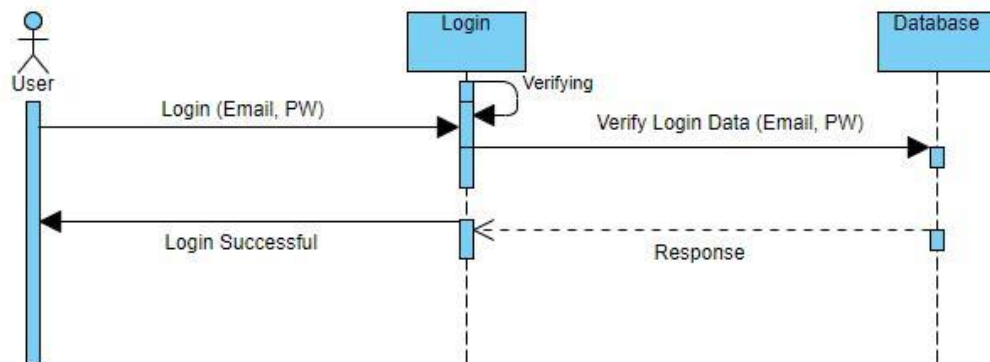 Login
Database
User
Verifying
Login (Email, PW)
Verify Login Data (Email, PW)
Login Successful
Response